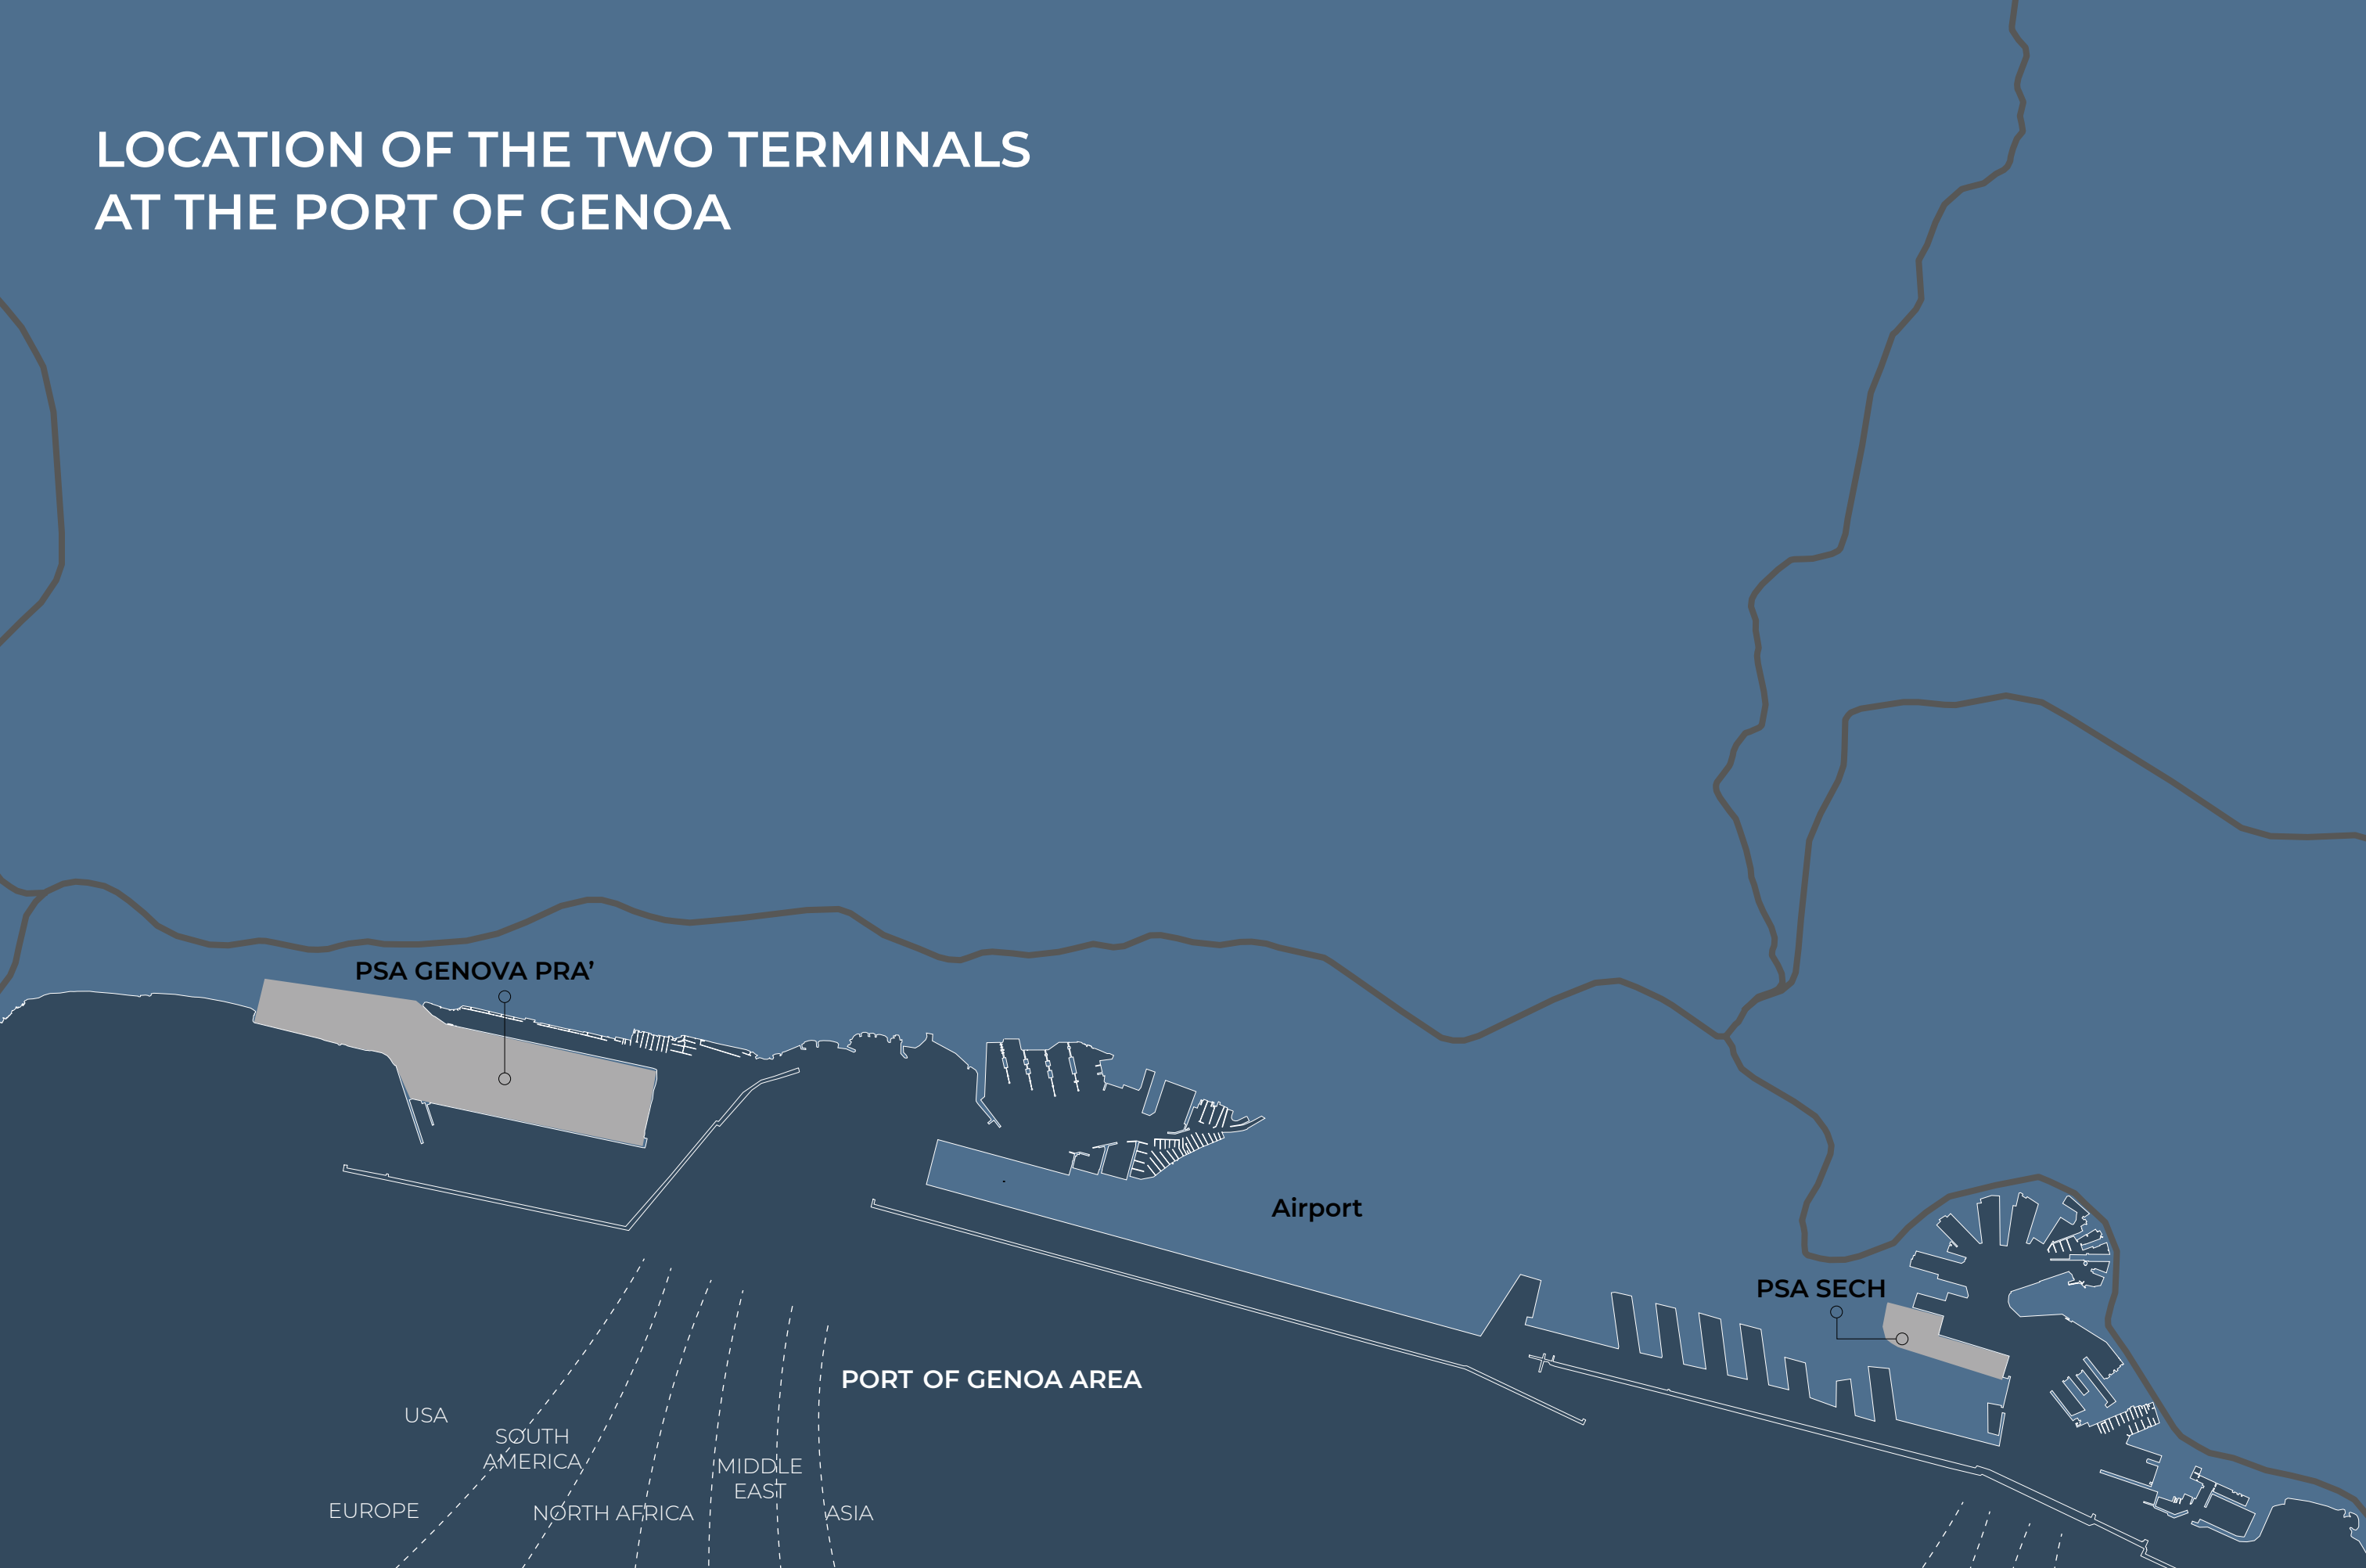 LOCATION OF THE TWO TERMINALS
AT THE PORT OF GENOA
PSA GENOVA PRA’
Airport
PSA SECH
PORT OF GENOA AREA
USA
SOUTH
AMERICA
MIDDLE
EAST
EUROPE
NORTH AFRICA
ASIA